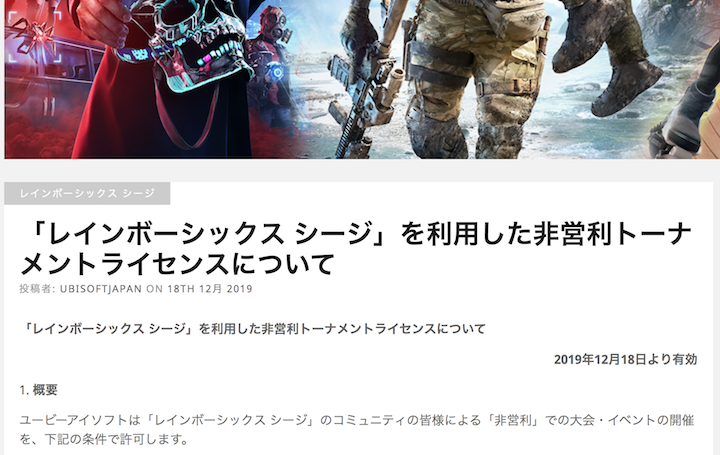 レインボーシックス シージ
「レインボーシックス シージ」を利用した非営利トーナ
メントライセンスについて
投稿者: UBISOFTJAPAN ON 18TH 12月 2019
「レインボーシックス シージ」を利用した非営利トーナメントライセンスについて
2019年12月18日より有効
1. 概要
ユービーアイソフトは「レインボーシックス シージ」のコミュニティの皆様による「非営利」での大会・イベントの開催
を、下記の条件で許可します。